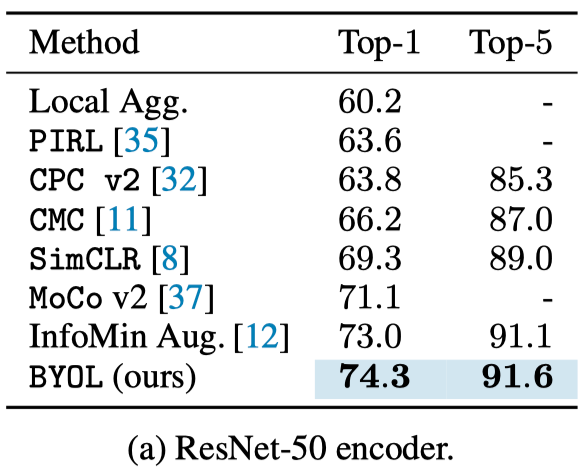 Method Top-1 Top-5
Local Agg. 60.2 -
PIRL [35] 63.6 -
CPC v2 [32] 63.8 85.3
CMC [11] 66.2 87.0
SimCLR [8] 69.3 89.0
MoCo v2 [37] 71.1 -
InfoMin Aug. [12] 73.0 91.1
BYOL (ours) 74.3 91.6
(a) ResNet-50 encoder.